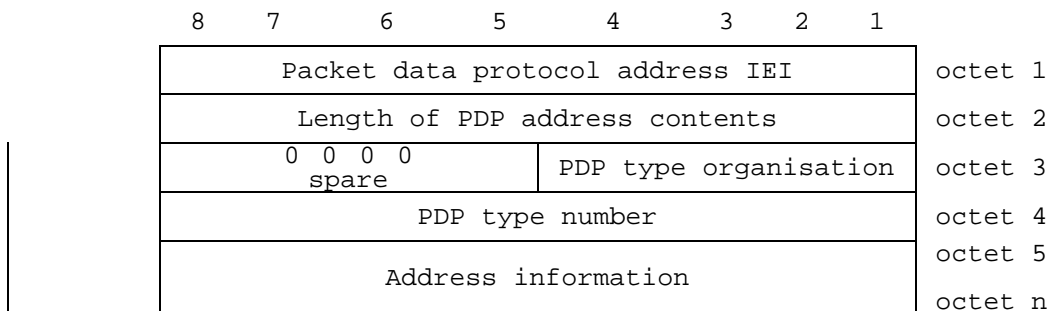 8 7 6 5 4 3 2 1
Packet data protocol address IEI octet 1
Length of PDP address contents octet 2
0 0 0 0
spare PDP type organisation octet 3
PDP type number octet 4
octet 5
Address information
octet n